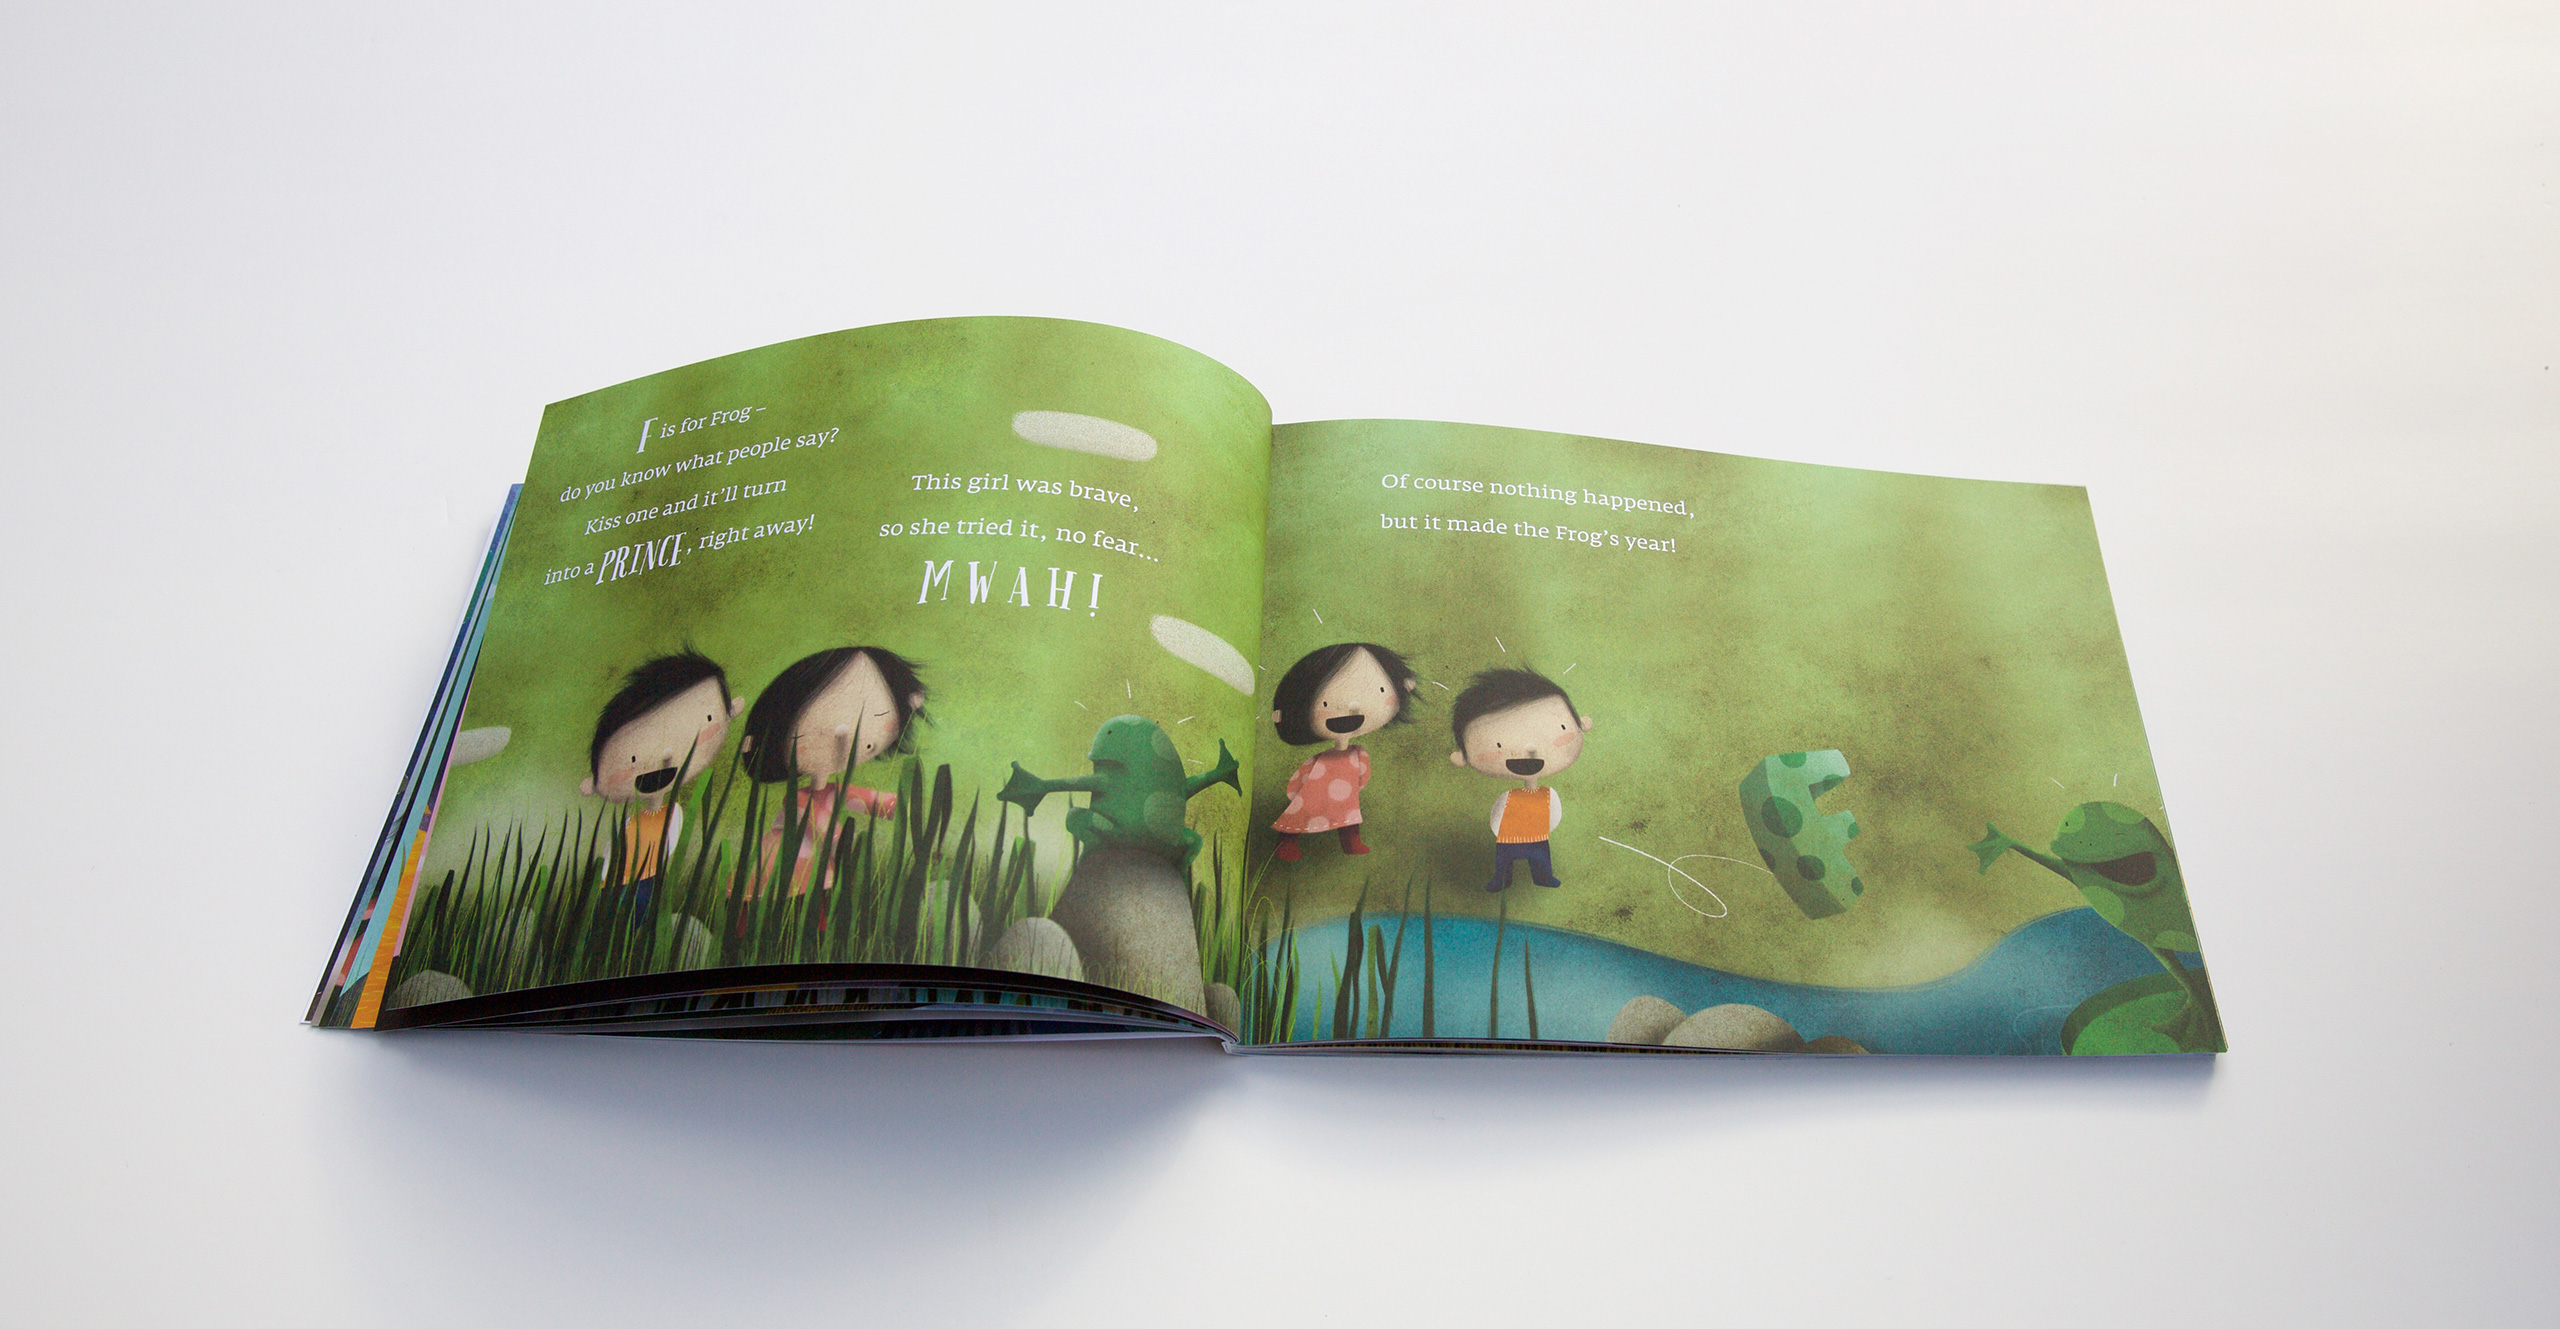 F is for Frog –
do you know what people say?
Kiss one and it'll turn
into a PRINCE, right away!
This girl was brave,
so she tried it, no fear...
MWAH!
Of course nothing happened,
but it made the Frog's year!
F